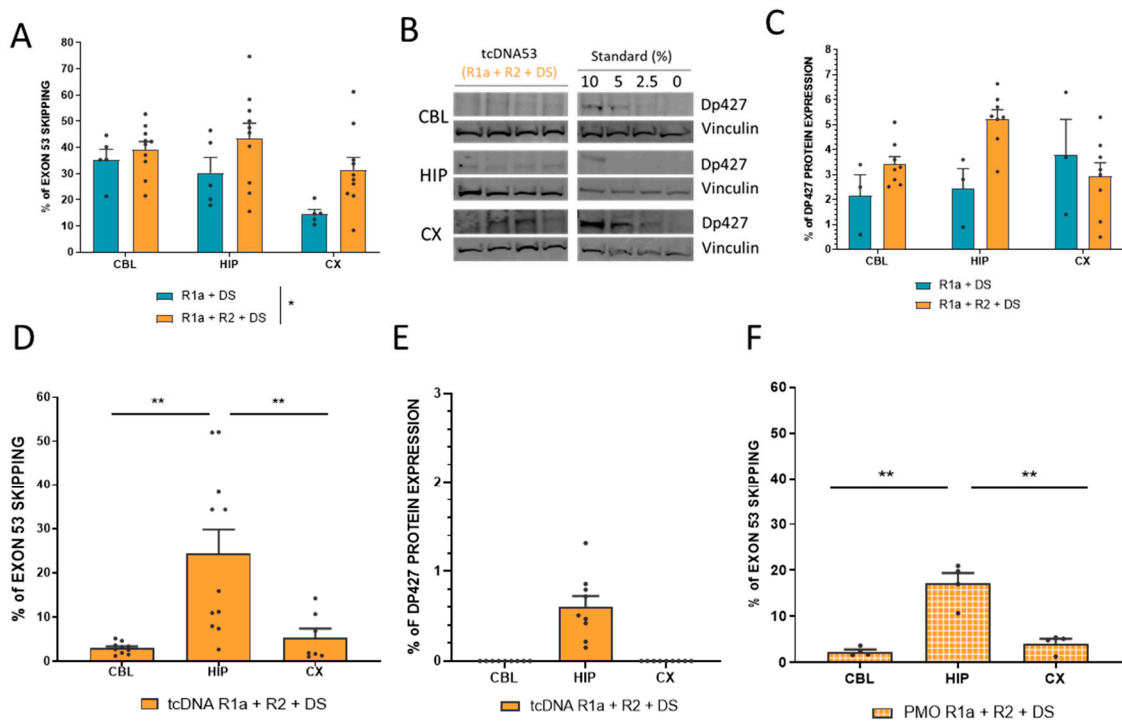 A
% of EXON 53 SKIPPING
80
70
60
50
40
30
20
10
0
CBL HIP CX
R1a + DS
R1a + R2 + DS
*
B
tcDNA53
(R1a + R2 + DS)
Standard (%)
10 5 2.5 0
CBL
Dp427
Vinculin
HIP
Dp427
Vinculin
CX
Dp427
Vinculin
C
% of DP427 PROTEIN EXPRESSION
8
7
6
5
4
3
2
1
0
CBL HIP CX
R1a + DS
R1a + R2 + DS
D
% of EXON 53 SKIPPING
60
50
40
30
20
10
0
** **
CBL HIP CX
tcDNA R1a + R2 + DS
E
% OF DP427 PROTEIN EXPRESSION
3
2
1
0
CBL HIP CX
tcDNA R1a + R2 + DS
F
% of EXON 53 SKIPPING
60
50
40
30
20
10
0
** **
CBL HIP CX
PMO R1a + R2 + DS